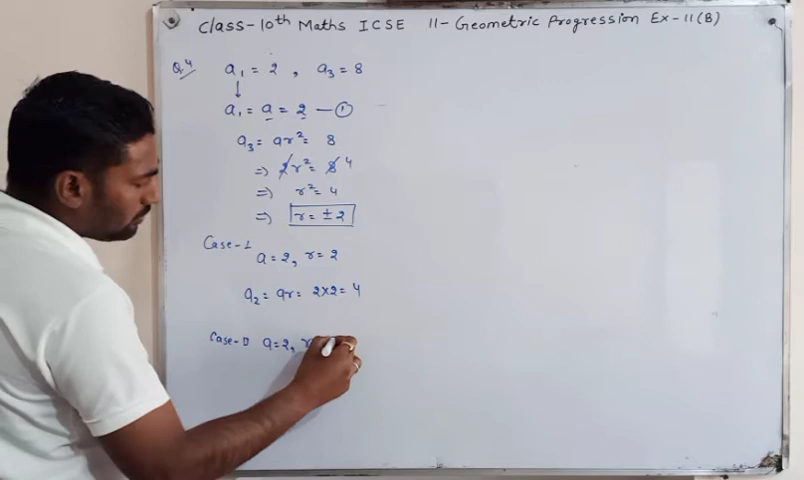 Class-10th Maths ICSE 11-Geometric Progression Ex-11(B)
Q4 a₁ = 2 , a₃ = 8
↓
a₁ = a = 2 — ①
a₃ = ar² = 8
⇒ 2r² = 8 4
⇒ r² = 4
⇒ r = ±2
Case-I
a = 2, r = 2
a₂ = ar = 2×2 = 4
Case-II a = 2, r